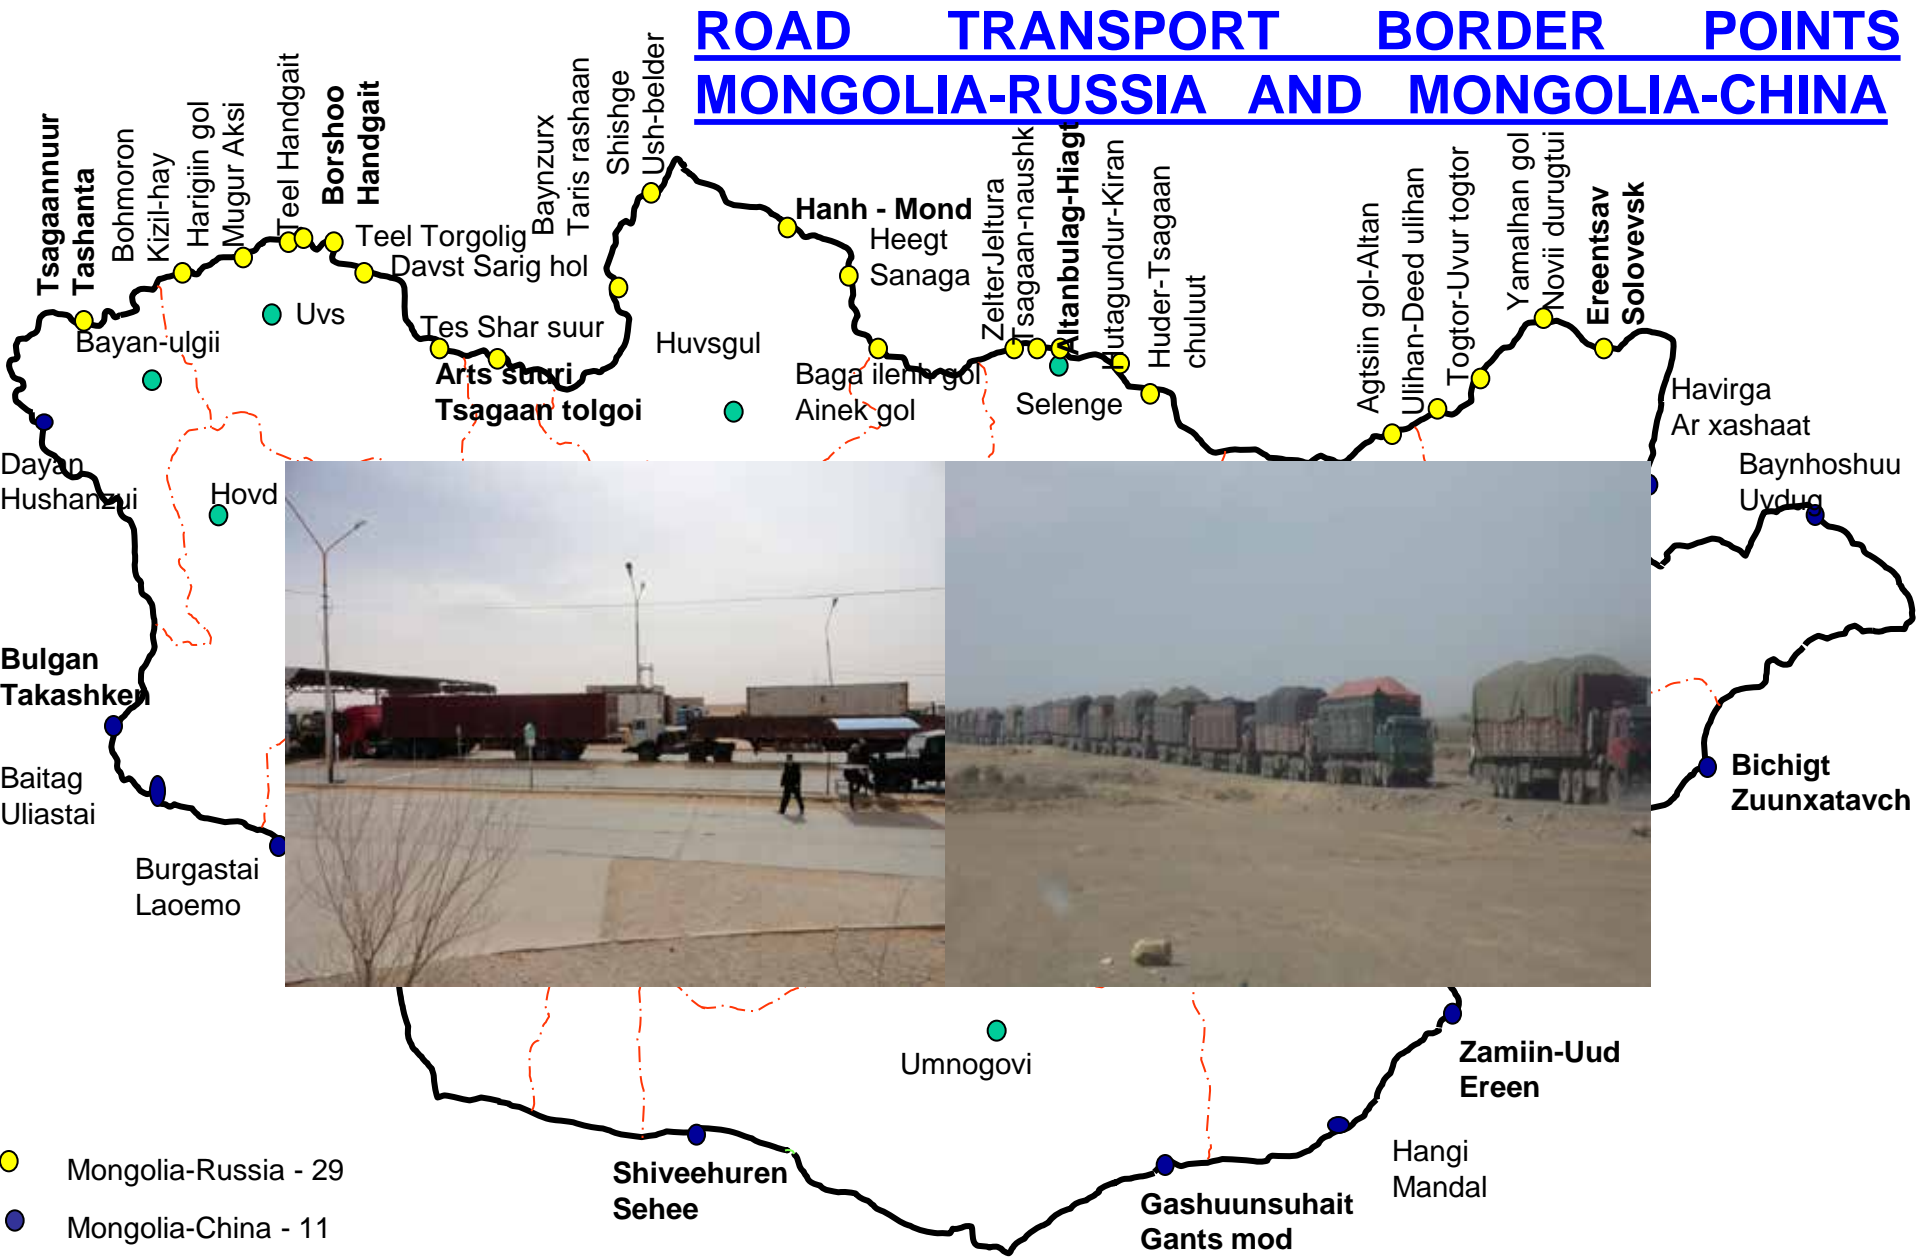 ROAD TRANSPORT BORDER POINTS
MONGOLIA-RUSSIA AND MONGOLIA-CHINA
Tsagaannur
Tashanta
Bohmoron
Kizil-hay
Harigiin gol
Mugur Aksi
Teel Handgait
Borshoo
Handgait
Teel Torgolig
Davst Sarig hol
Tes Shar suur
Arts suuri
Tsagaan tolgoi
Baynzurx
Taris rashaan
Shishge
Ush-belder
Hanh - Mond
Heegt
Sanaga
Baga ilenh gol
Ainek gol
ZelterJeltura
Tsagaan-naushk
Altanbulag-Hiagt
Hutagundur-Kiran
Huder-Tsagaan
chuluut
Agtsiin gol-Altan
Ulihan-Deed ulihan
Togtor-Uvur togtor
Yamalhan gol
Novii durugtui
Ereentsav
Solovevsk
Havirga
Ar xashaat
Baynhoshuu
Uvdug
Bayan-ulgii
Uvs
Huvsgul
Selenge
Dayan
Hushanzui
Hovd
Bulgan
Takashken
Baitag
Uliastai
Burgastai
Laoemo
Bichigt
Zuunxatavch
Umnogovi
Zamiin-Uud
Ereen
Hangi
Mandal
Shiveehuren
Sehee
Gashuunsuhait
Gants mod
Mongolia-Russia - 29
Mongolia-China - 11